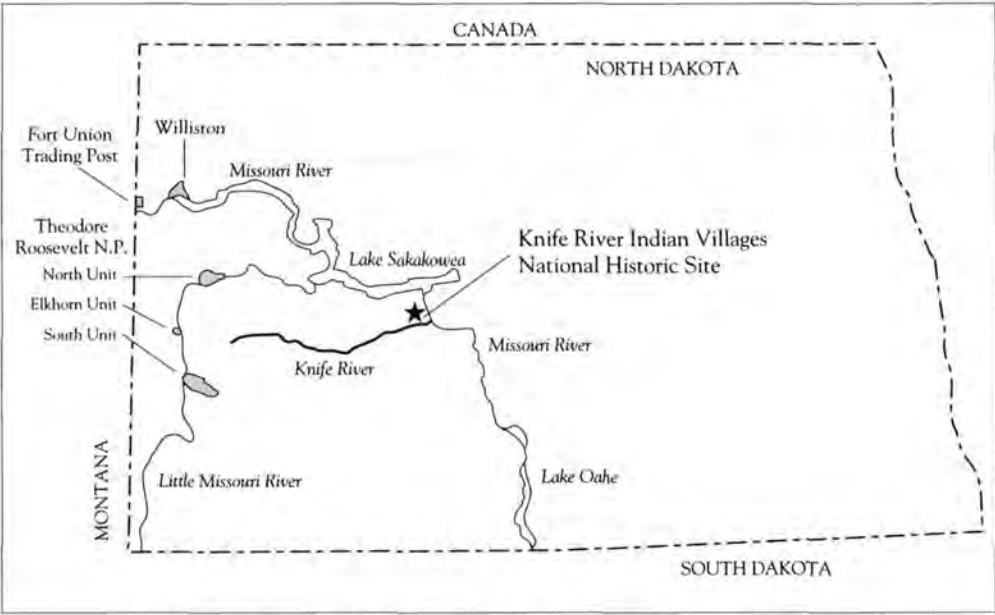 CANADA
NORTH DAKOTA
Fort Union
Trading Post
Williston
Missouri River
Theodore
Roosevelt N.P.
North Unit
Elkhorn Unit
South Unit
Lake Sakakowea
Knife River Indian Villages
National Historic Site
Knife River
Missouri River
MONTANA
Little Missouri River
Lake Oahe
SOUTH DAKOTA